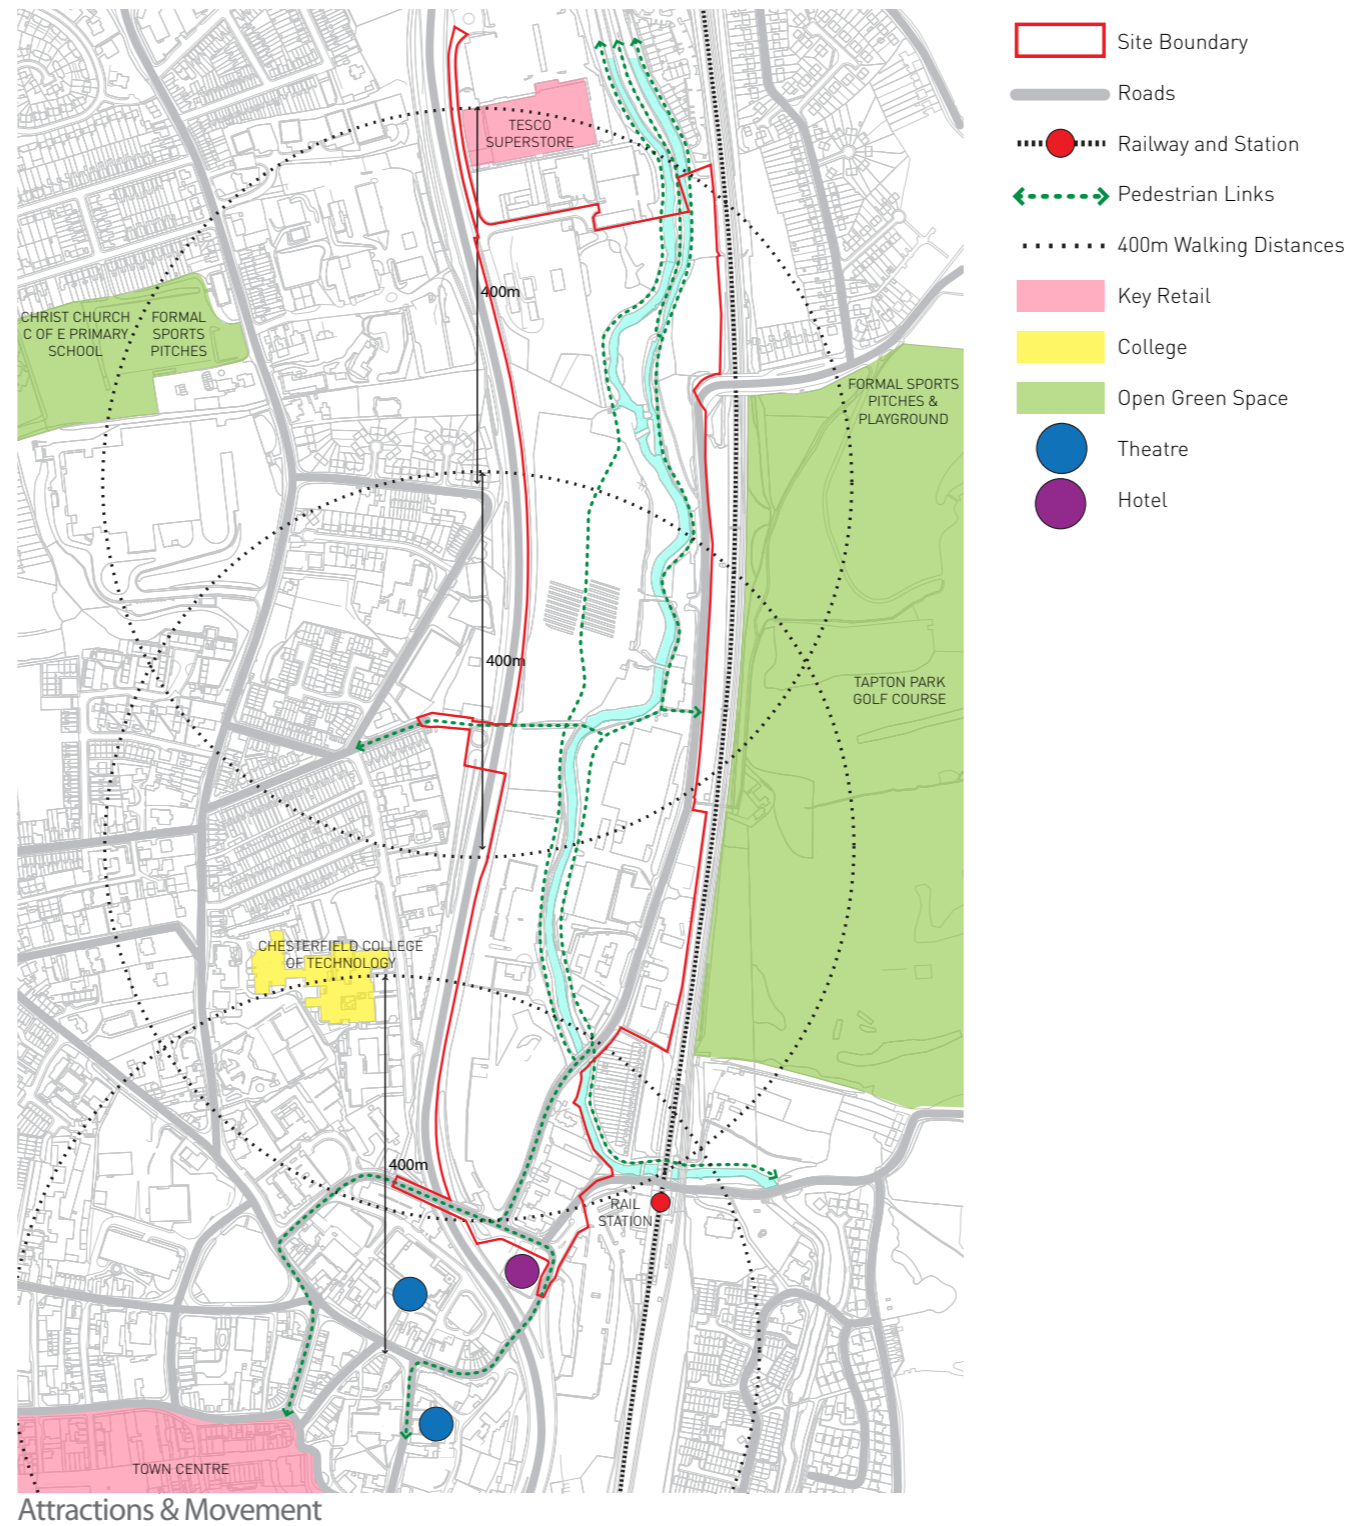 TESCO
SUPERSTORE
400m
CHRIST CHURCH
C OF E PRIMARY
SCHOOL
FORMAL
SPORTS
PITCHES
FORMAL SPORTS
PITCHES &
PLAYGROUND
400m
TAPTON PARK
GOLF COURSE
CHESTERFIELD COLLEGE
OF TECHNOLOGY
400m
RAIL
STATION
TOWN CENTRE
Attractions & Movement
Site Boundary
Roads
Railway and Station
Pedestrian Links
400m Walking Distances
Key Retail
College
Open Green Space
Theatre
Hotel